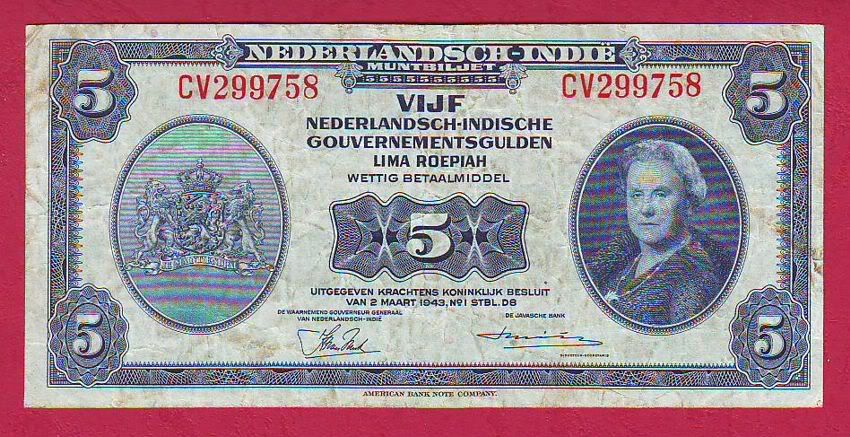 NEDERLANDSCH-INDIË
MUNTBILJET
5 5
CV299758 CV299758
VIJF
NEDERLANDSCH-INDISCHE
GOUVERNEMENTSGULDEN
LIMA ROEPIAH
WETTIG BETAALMIDDEL
5
UITGEGEVEN KRACHTENS KONINKLIJK BESLUIT
VAN 2 MAART 1943, No1 STBL.D8
DE WAARNEMEND GOUVERNEUR GENERAAL
VAN NEDERLANDSCH-INDIË
DE JAVASCHE BANK
5 5
AMERICAN BANK NOTE COMPANY.